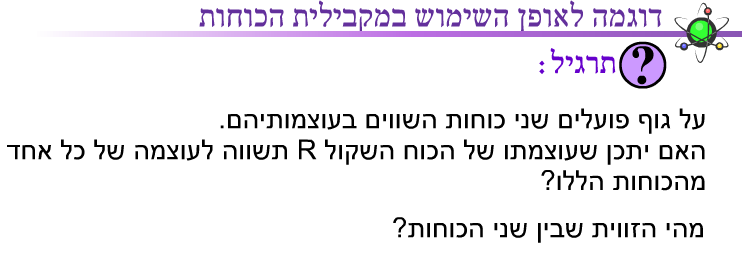 דוגמה לאופן השימוש במקבילית הכוחות
? תרגיל:
על גוף פועלים שני כוחות השווים בעוצמותיהם.
האם יתכן שעוצמתו של הכוח השקול R תשווה לעוצמה של כל אחד
מהכוחות הללו?
מהי הזווית שבין שני הכוחות?